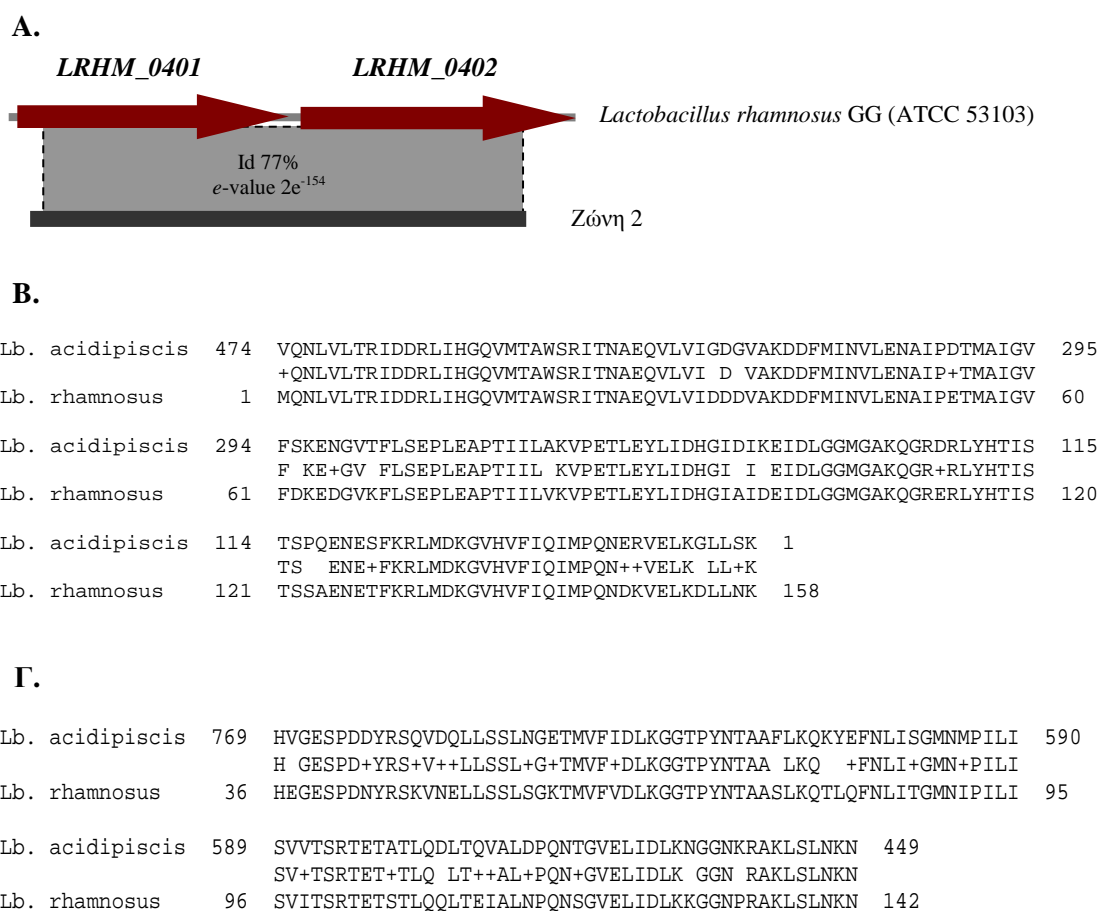 A.
LRHM_0401 LRHM_0402
Lactobacillus rhamnosus GG (ATCC 53103)
Id 77%
e-value 2e-154
Ζώνη 2
B.
Lb. acidipiscis 474 VQNLVLTRIDDRLIHGQVMTAWSRITNAEQVLVIGDGVAKDDFMINVLENAIPDTMAIGV 295
+QNLVLTRIDDRLIHGQVMTAWSRITNAEQVLVI D VAKDDFMINVLENAIP+TMAIGV
Lb. rhamnosus 1 MQNLVLTRIDDRLIHGQVMTAWSRITNAEQVLVIDDDVAKDDFMINVLENAIPETMAIGV 60
Lb. acidipiscis 294 FSKENGVTFLSEPLEAPTIILAKVPETLEYLIDHGIDIKEIDLGGMGAKQGRDRLYHTIS 115
F KE+GV FLSEPLEAPTIIL KVPETLEYLIDHGI I EIDLGGMGAKQGR+RLYHTIS
Lb. rhamnosus 61 FDKEDGVKFLSEPLEAPTIILVKVPETLEYLIDHGIAIDEIDLGGMGAKQGRERLYHTIS 120
Lb. acidipiscis 114 TSPQENESFKRLMDKGVHVFIQIMPQNERVELKGLLSK 1
TS ENE+FKRLMDKGVHVFIQIMPQN++VELK LL+K
Lb. rhamnosus 121 TSSAENETFKRLMDKGVHVFIQIMPQNDKVELKDLLNK 158
Γ.
Lb. acidipiscis 769 HVGESPDDYRSQVDQLLSSLNGETMVFIDLKGGTPYNTAAFLKQKYEFNLISGMNMPILI 590
H GESPD+YRS+V++LLSSL+G+TMVF+DLKGGTPYNTAA LKQ +FNLI+GMN+PILI
Lb. rhamnosus 36 HEGESPDNYRSKVNELLSSLSGKTMVFVDLKGGTPYNTAASLKQTLQFNLITGMNIPILI 95
Lb. acidipiscis 589 SVVTSRTETATLQDLTQVALDPQNTGVELIDLKNGGNKRAKLSLNKN 449
SV+TSRTET+TLQ LT++AL+PQN+GVELIDLK GGN RAKLSLNKN
Lb. rhamnosus 96 SVITSRTETSTLQQLTEIALNPQNSGVELIDLKKGGNPRAKLSLNKN 142